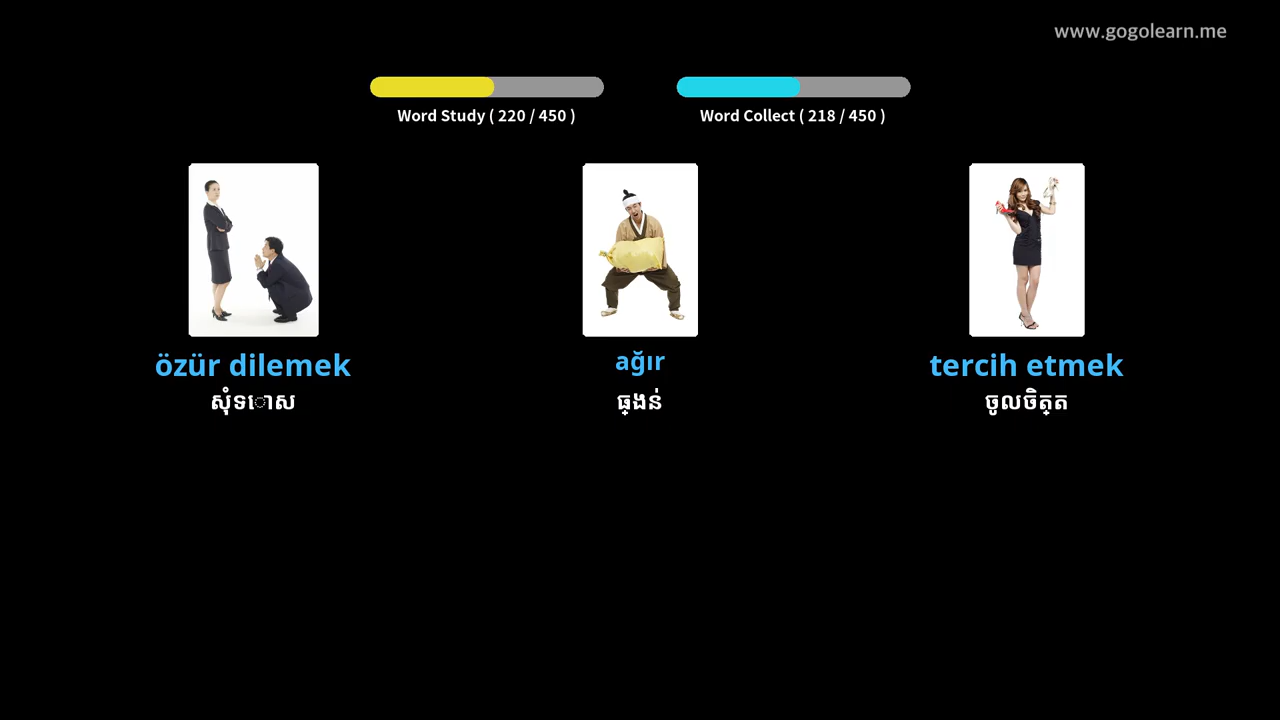 www.gogolearn.me
Word Study ( 220 / 450 )
Word Collect ( 218 / 450 )
özür dilemek
ağır
tercih etmek
សុំទោស
ធ្ងន់
ចូលចិត្ត